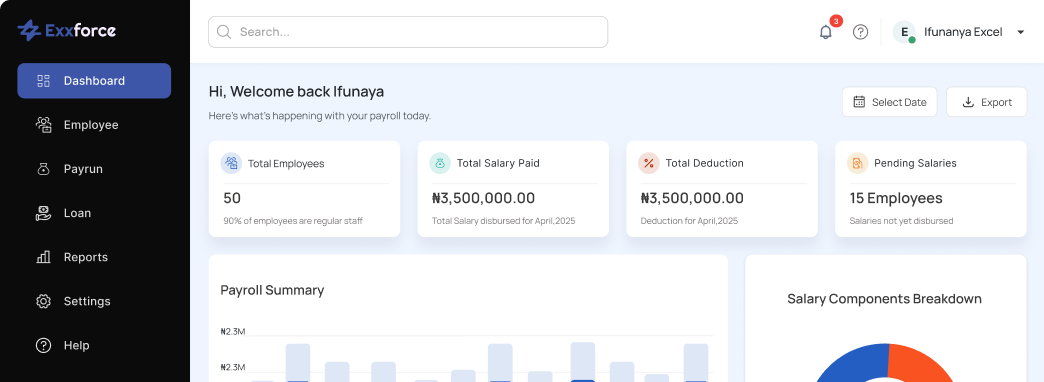 Exxforce
Search...
3
E
Ifunanya Excel
Dashboard
Employee
Payrun
Loan
Reports
Settings
Help
Hi, Welcome back Ifunaya
Here's what's happening with your payroll today.
Select Date
Export
Total Employees
50
90% of employees are regular staff
Total Salary Paid
₦3,500,000.00
Total Salary disbursed for April,2025
Total Deduction
₦3,500,000.00
Deduction for April,2025
Pending Salaries
15 Employees
Salaries not yet disbursed
Payroll Summary
₦2.3M
₦2.3M
Salary Components Breakdown